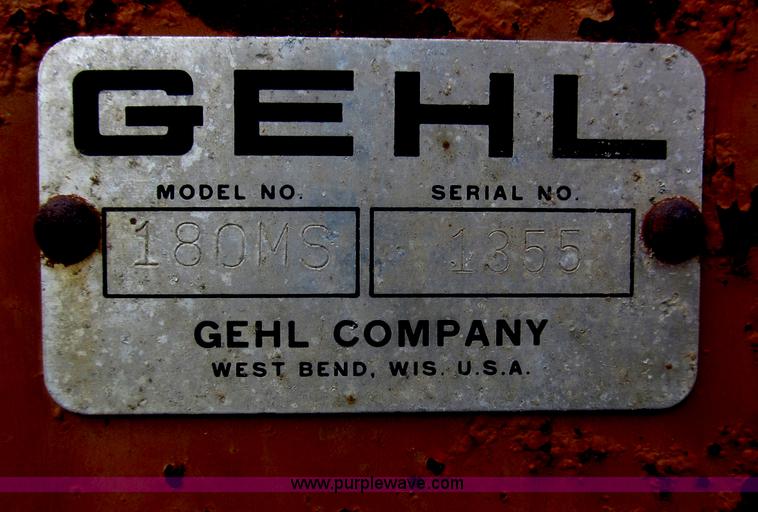 GEHL
MODEL NO. SERIAL NO.
180MS 1355
GEHL COMPANY
WEST BEND, WIS. U.S.A.
www.purplewave.com